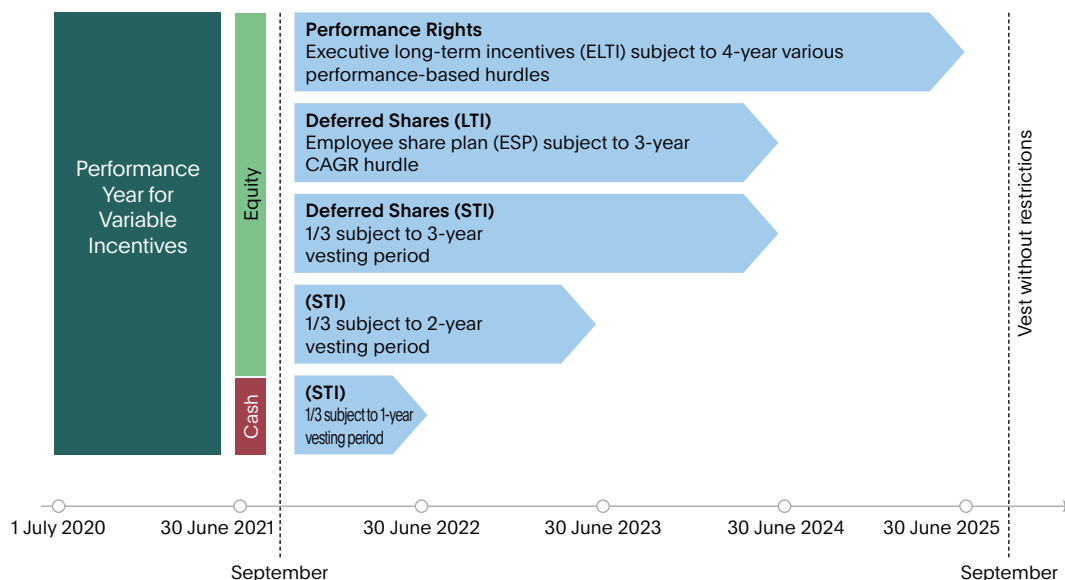 Performance
Year for
Variable
Incentives
Equity
Cash
Performance Rights
Executive long-term incentives (ELTI) subject to 4-year various
performance-based hurdles
Deferred Shares (LTI)
Employee share plan (ESP) subject to 3-year
CAGR hurdle
Deferred Shares (STI)
1/3 subject to 3-year
vesting period
(STI)
1/3 subject to 2-year
vesting period
(STI)
1/3 subject to 1-year
vesting period
Vest without restrictions
1 July 2020
30 June 2021
30 June 2022
30 June 2023
30 June 2024
30 June 2025
September
September